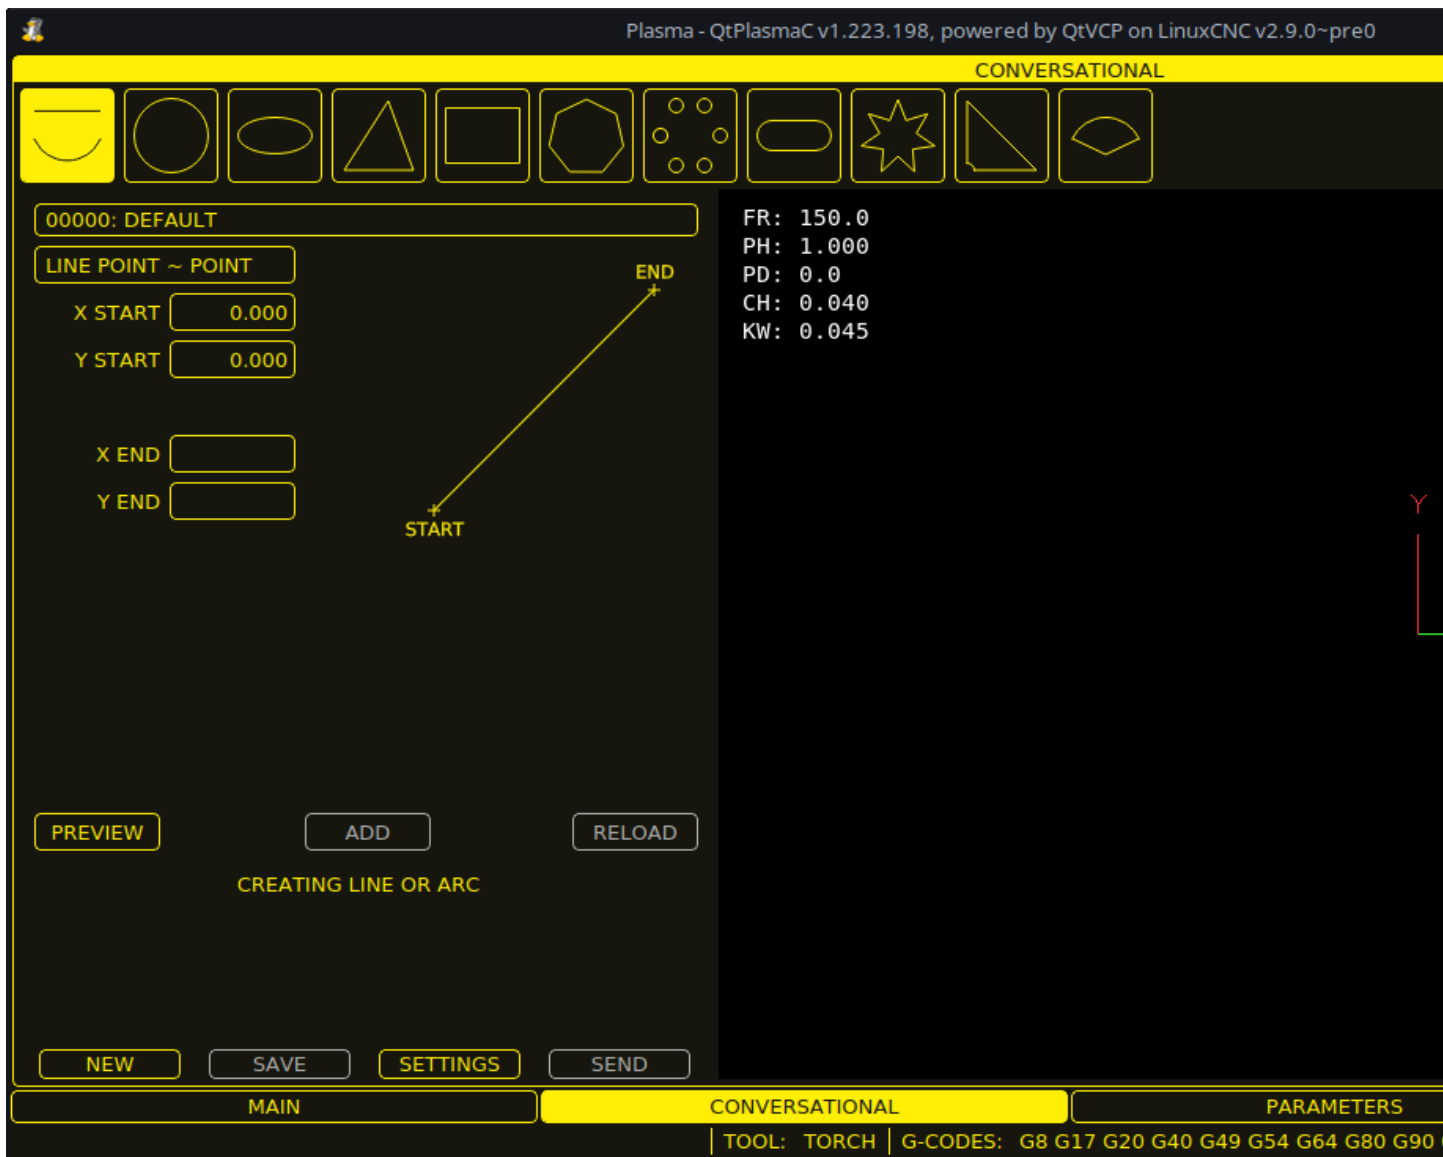 Plasma - QtPlasmaC v1.223.198, powered by QtVCP on LinuxCNC v2.9.0~pre0
CONVERSATIONAL
00000: DEFAULT
LINE POINT ~ POINT
X START 0.000
Y START 0.000
X END
Y END
END
START
PREVIEW ADD RELOAD
CREATING LINE OR ARC
NEW SAVE SETTINGS SEND
FR: 150.0
PH: 1.000
PD: 0.0
CH: 0.040
KW: 0.045
Y
MAIN CONVERSATIONAL PARAMETERS
TOOL: TORCH G-CODES: G8 G17 G20 G40 G49 G54 G64 G80 G90